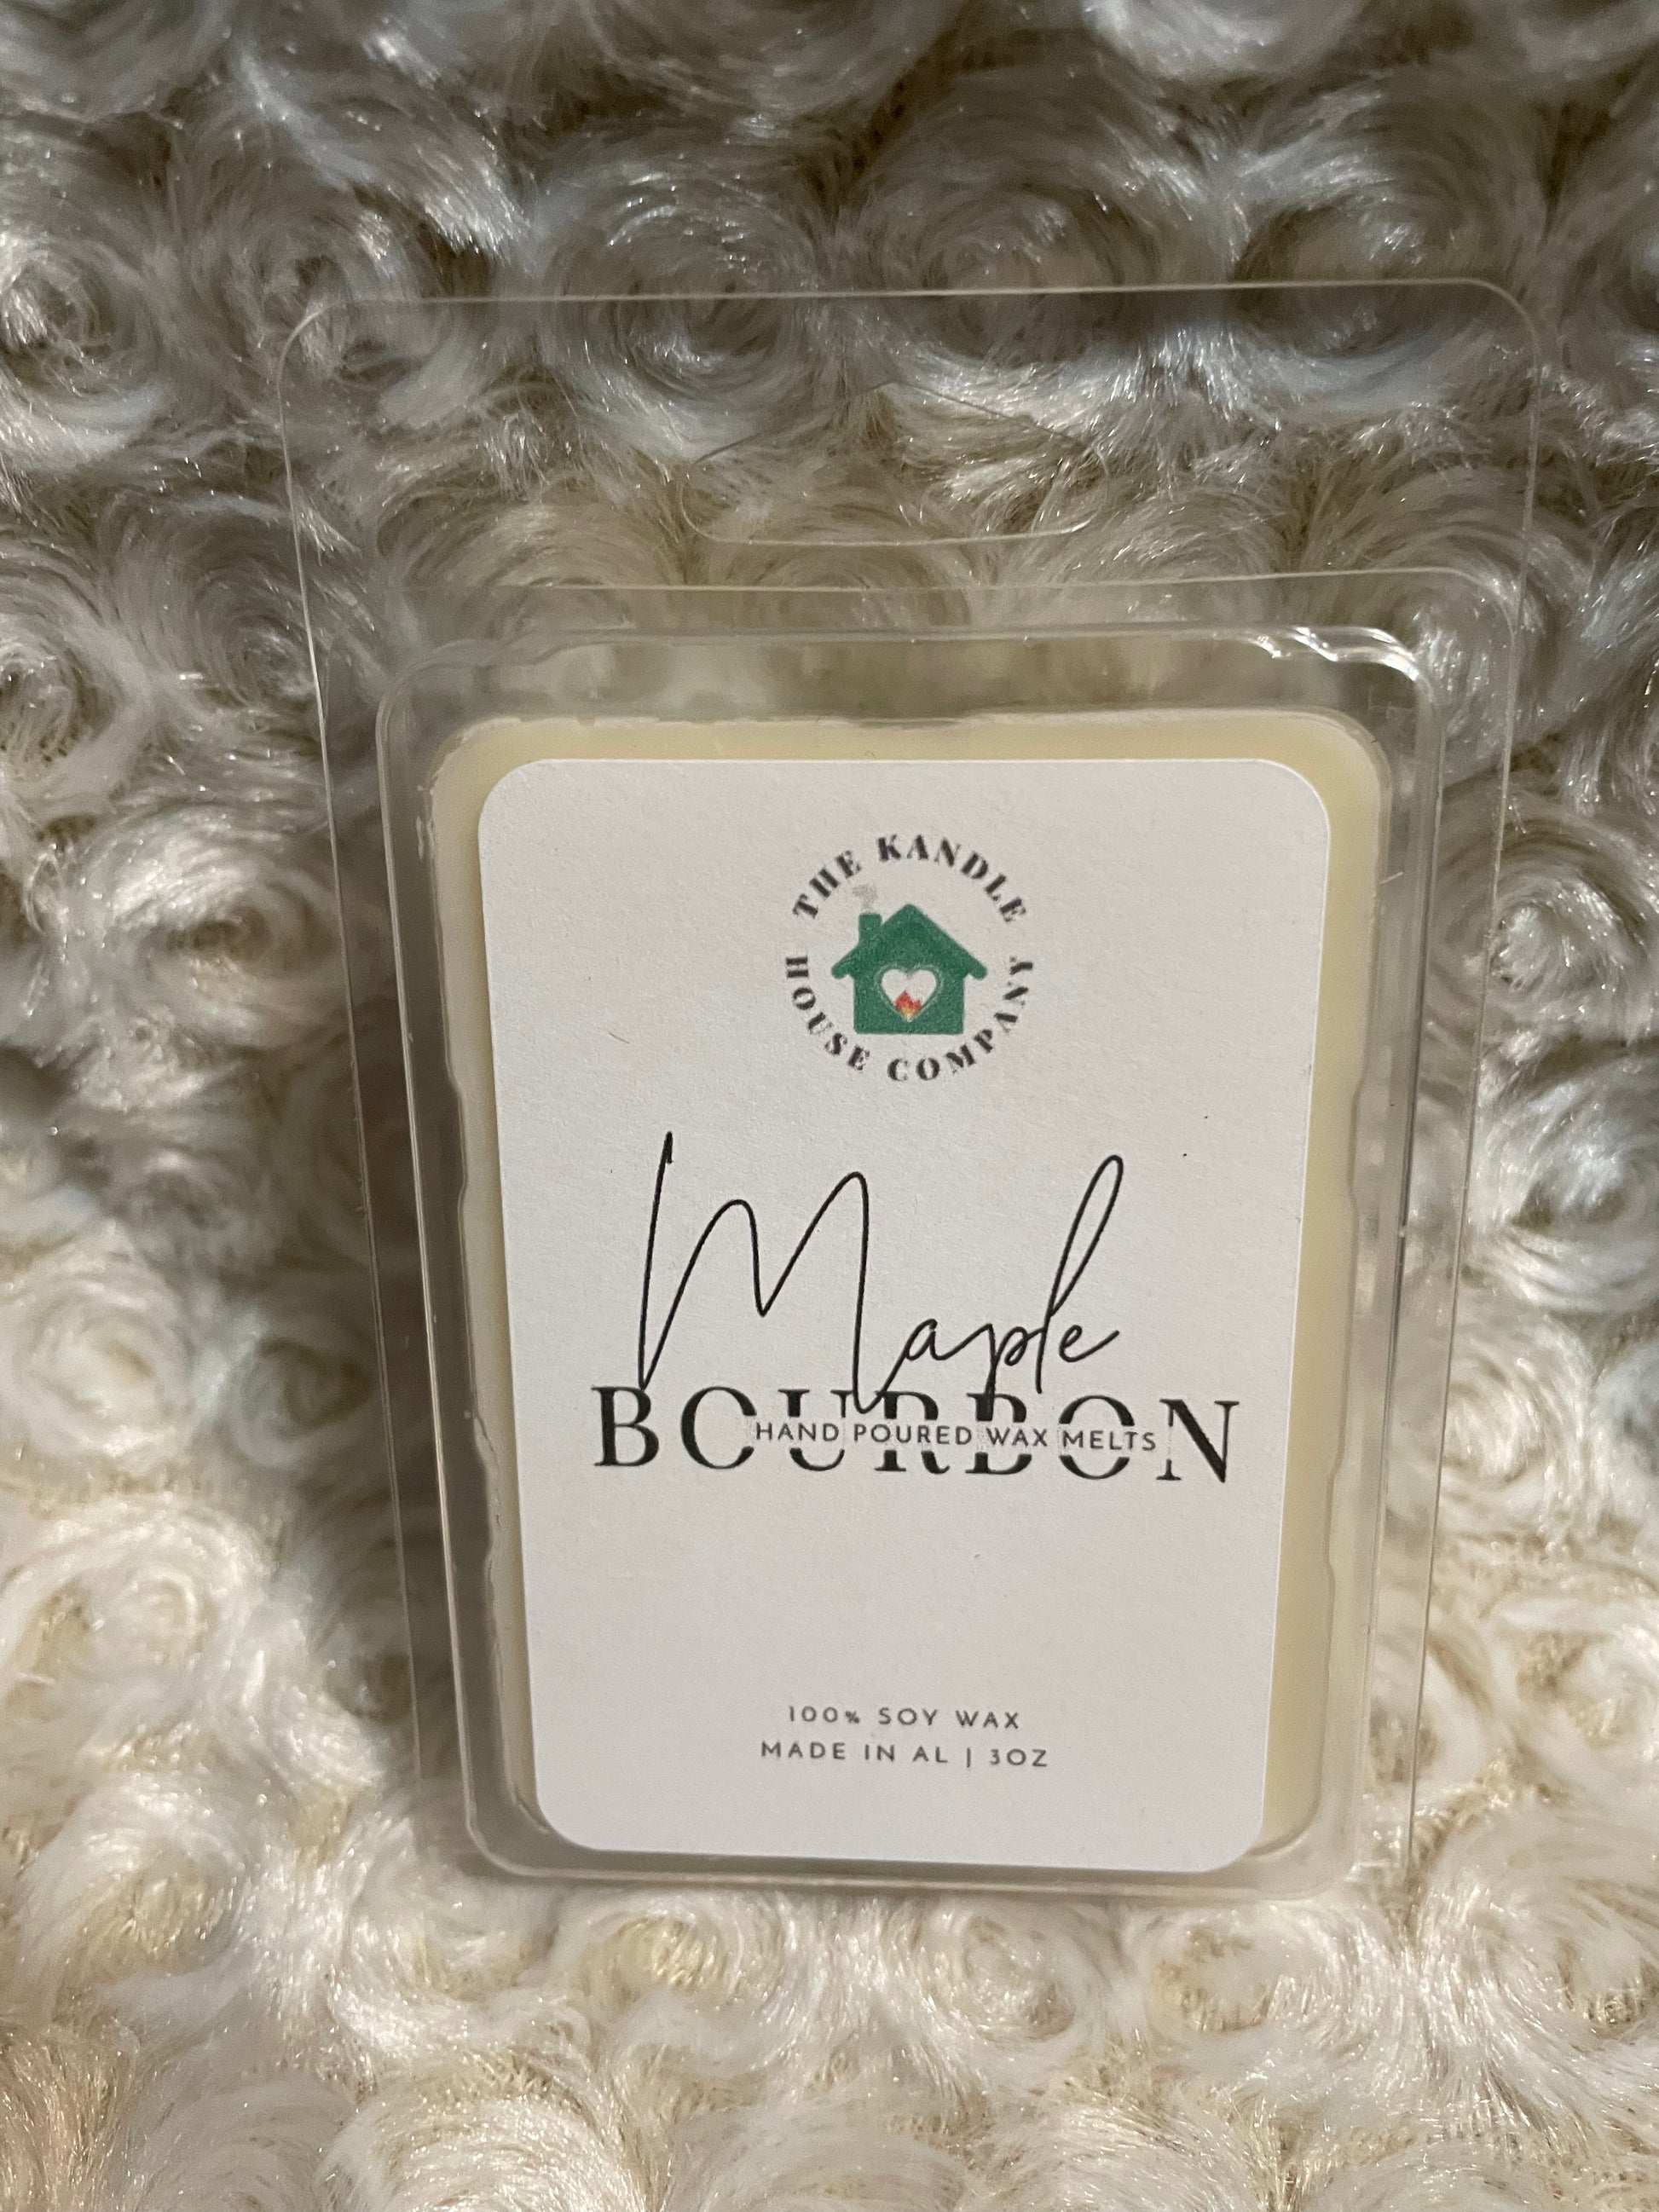 THE KANDLE
HOUSE COMPANY
Maple
BOURBON
HAND POURED WAX MELTS
100% SOY WAX
MADE IN AL | 3OZ